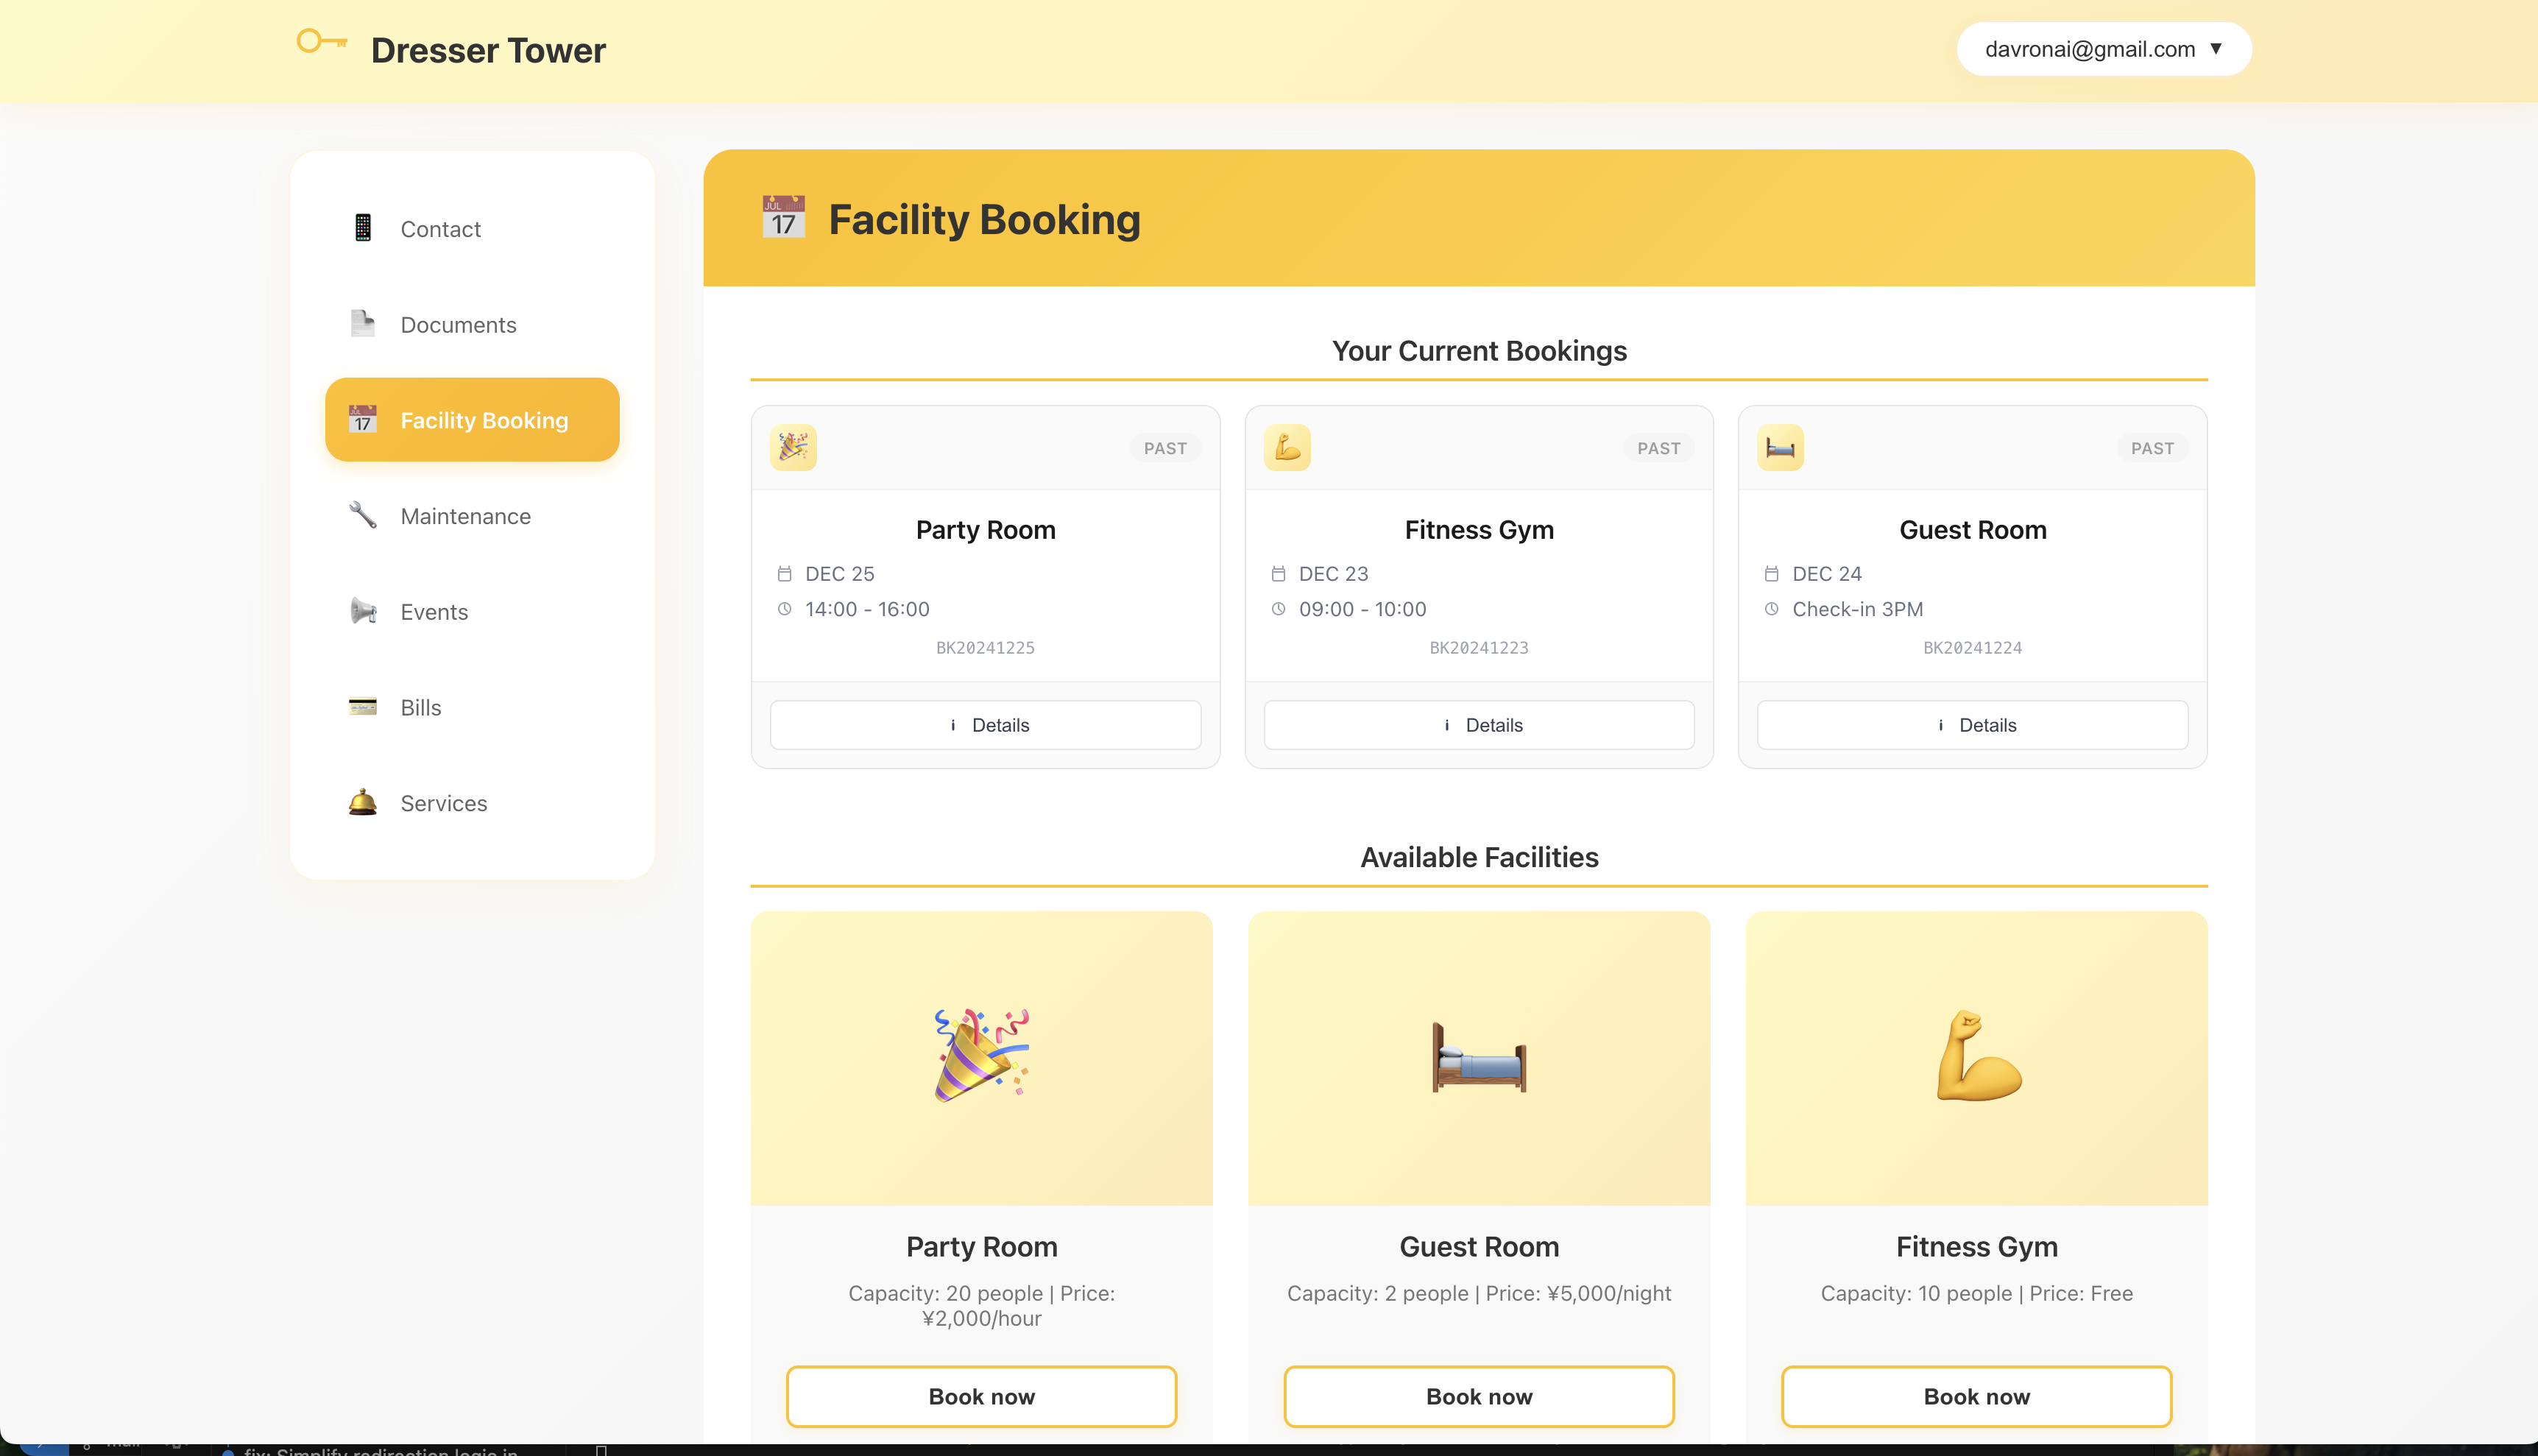 Dresser Tower
davronai@gmail.com ▼
Contact
Documents
Facility Booking
Maintenance
Events
Bills
Services
JUL
17
Facility Booking
Your Current Bookings
PAST
Party Room
DEC 25
14:00 - 16:00
BK20241225
i Details
PAST
Fitness Gym
DEC 23
09:00 - 10:00
BK20241223
i Details
PAST
Guest Room
DEC 24
Check-in 3PM
BK20241224
i Details
Available Facilities
Party Room
Capacity: 20 people | Price:
¥2,000/hour
Book now
Guest Room
Capacity: 2 people | Price: ¥5,000/night
Book now
Fitness Gym
Capacity: 10 people | Price: Free
Book now
fix: Simplify redirection logic in